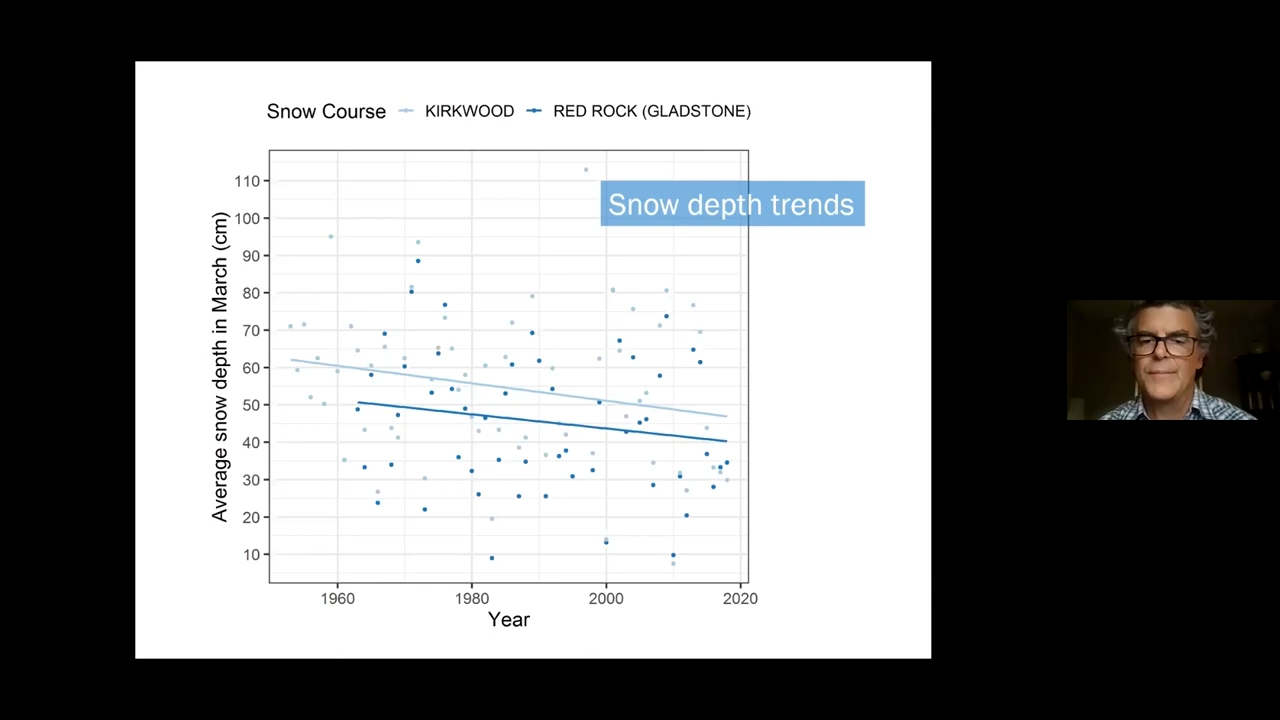 Snow Course KIRKWOOD RED ROCK (GLADSTONE)
Snow depth trends
Average snow depth in March (cm)
110
100
90
80
70
60
50
40
30
20
10
1960 1980 2000 2020
Year